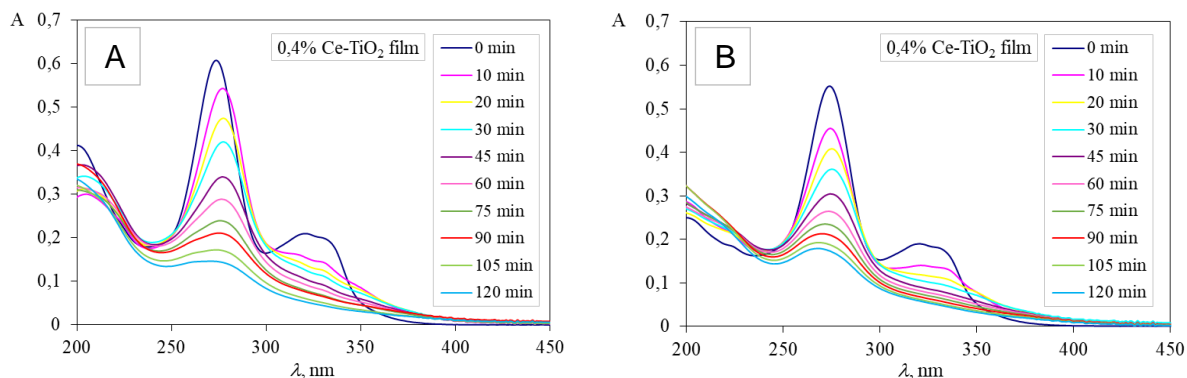 A
0,7
0,6
0,5
0,4
0,3
0,2
0,1
0
200
250
300
350
400
450
λ, nm
A
0,4% Ce-TiO₂ film
0 min
10 min
20 min
30 min
45 min
60 min
75 min
90 min
105 min
120 min
A
0,7
0,6
0,5
0,4
0,3
0,2
0,1
0
200
250
300
350
400
450
λ, nm
B
0,4% Ce-TiO₂ film
0 min
10 min
20 min
30 min
45 min
60 min
75 min
90 min
105 min
120 min